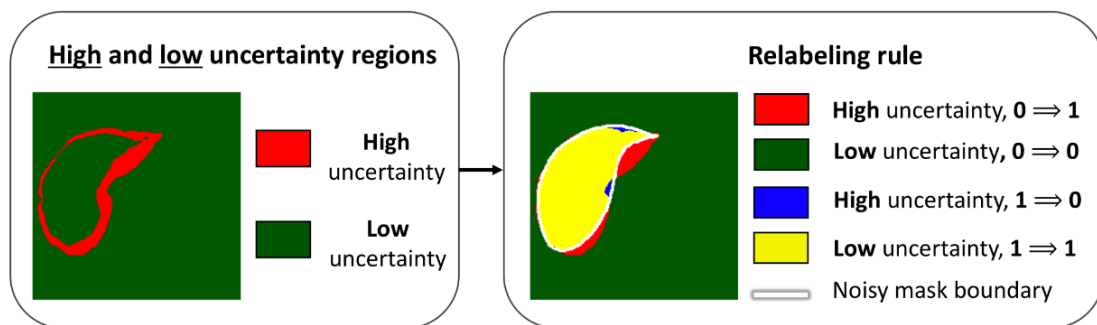 High and low uncertainty regions
High
uncertainty
Low
uncertainty
Relabeling rule
High uncertainty, 0 ⟹ 1
Low uncertainty, 0 ⟹ 0
High uncertainty, 1 ⟹ 0
Low uncertainty, 1 ⟹ 1
Noisy mask boundary